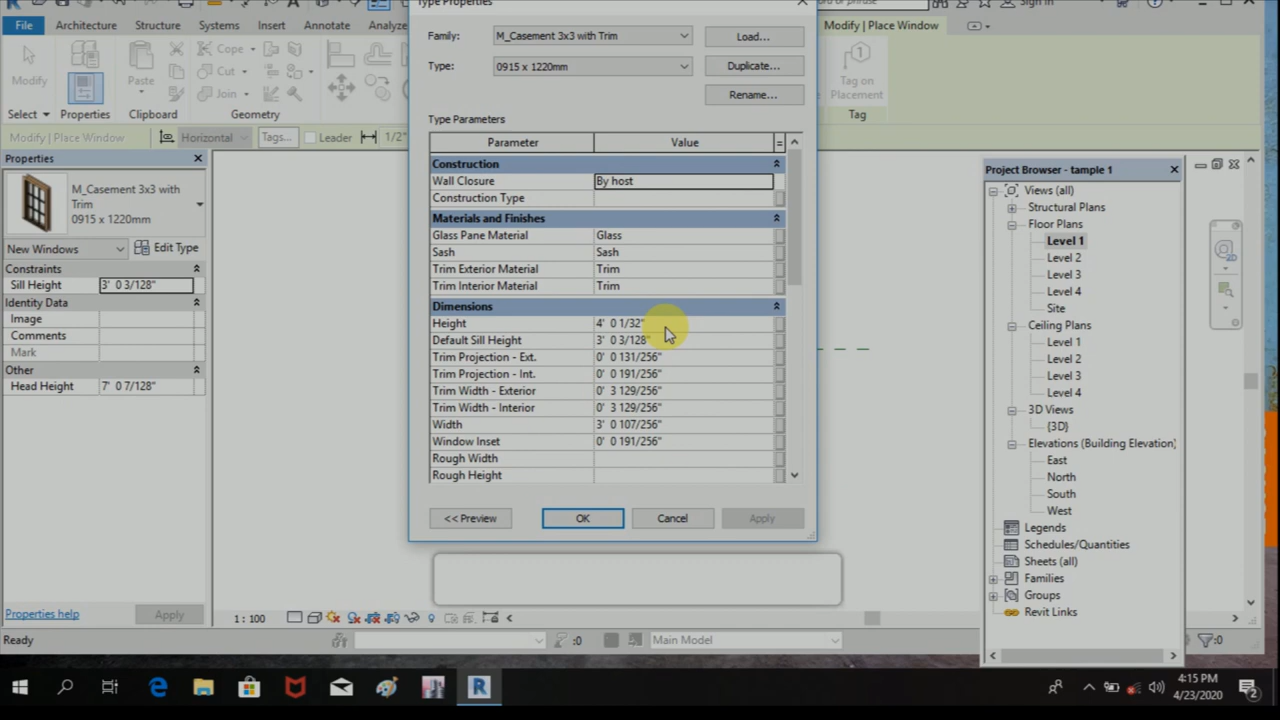 Type Properties
or phrase
Sign In
File
Architecture
Structure
Systems
Insert
Annotate
Analyze
Modify | Place Window
Modify
Paste
Cope
Cut
Join
Tag on
Placement
Select
Properties
Clipboard
Geometry
Tag
Modify | Place Window
Horizontal
Tags...
Leader
1/2"
Family:
M_Casement 3x3 with Trim
Load...
Type:
0915 x 1220mm
Duplicate...
Rename...
Type Parameters
Parameter
Value
=
Construction
Wall Closure
By host
Construction Type
Materials and Finishes
Glass Pane Material
Glass
Sash
Sash
Trim Exterior Material
Trim
Trim Interior Material
Trim
Dimensions
Height
4' 0 1/32"
Default Sill Height
3' 0 3/128"
Trim Projection - Ext.
0' 0 131/256"
Trim Projection - Int.
0' 0 191/256"
Trim Width - Exterior
0' 3 129/256"
Trim Width - Interior
0' 3 129/256"
Width
3' 0 107/256"
Window Inset
0' 0 191/256"
Rough Width
Rough Height
<< Preview
OK
Cancel
Apply
Properties
M_Casement 3x3 with
Trim
0915 x 1220mm
New Windows
Edit Type
Constraints
Sill Height
3' 0 3/128"
Identity Data
Image
Comments
Mark
Other
Head Height
7' 0 7/128"
Properties help
Apply
Project Browser - tample 1
Views (all)
Structural Plans
Floor Plans
Level 1
Level 2
Level 3
Level 4
Site
Ceiling Plans
Level 1
Level 2
Level 3
Level 4
3D Views
{3D}
Elevations (Building Elevation)
East
North
South
West
Legends
Schedules/Quantities
Sheets (all)
Families
Groups
Revit Links
1 : 100
Ready
:0
Main Model
:0
4:15 PM
4/23/2020
2